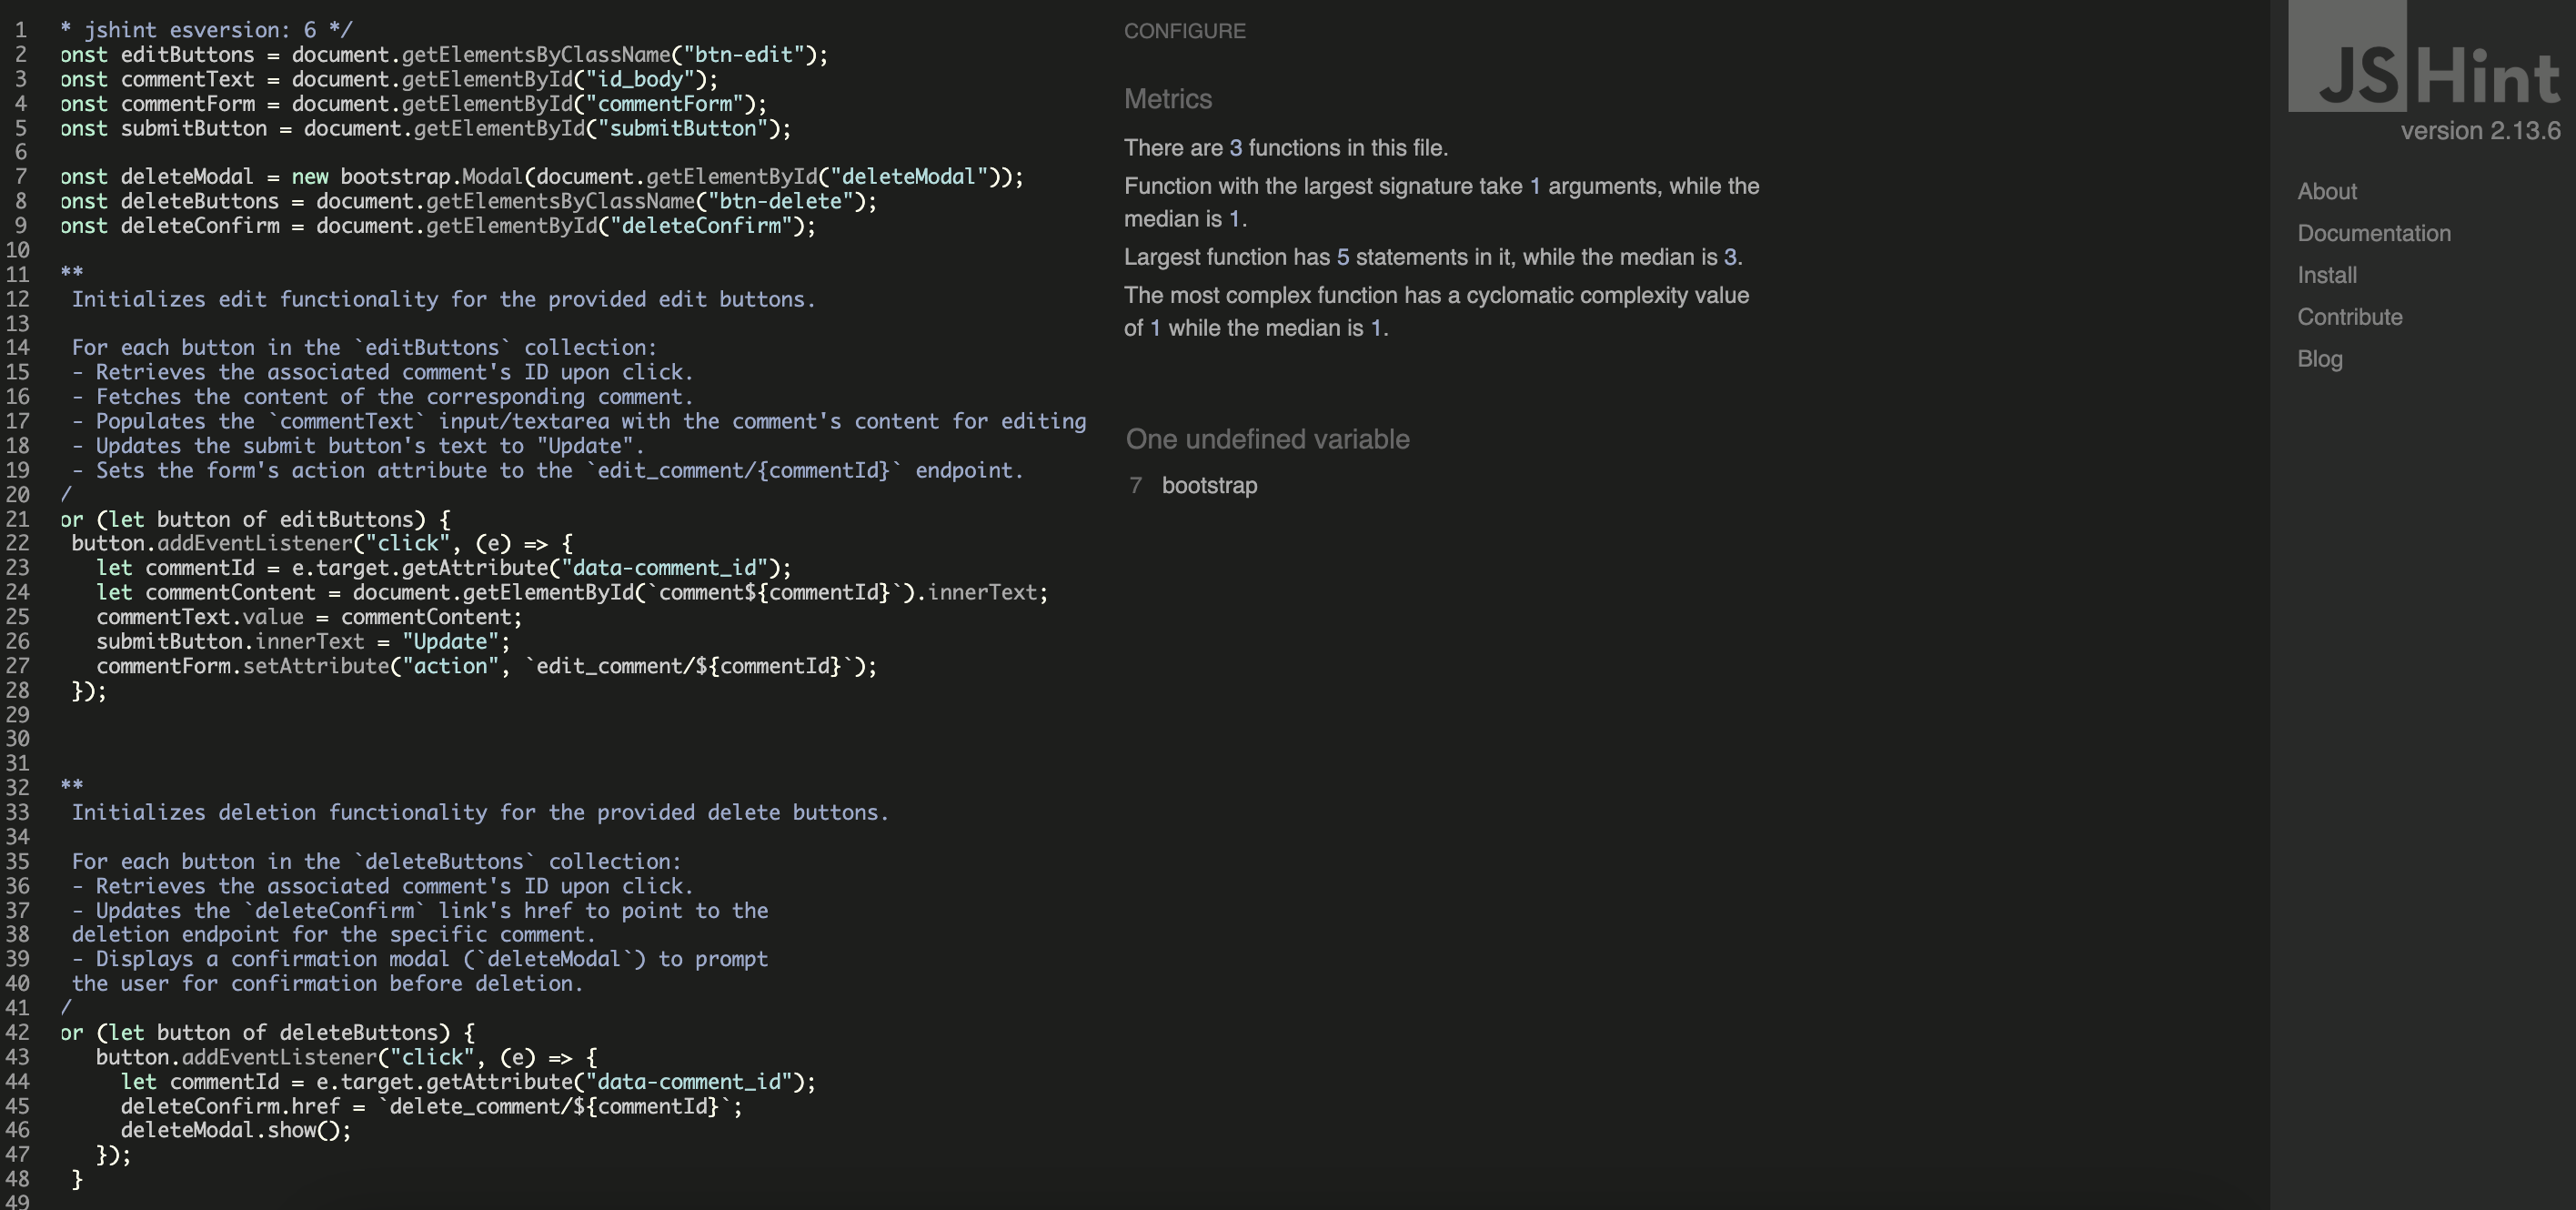 1 * jshint esversion: 6 */
2 onst editButtons = document.getElementsByClassName("btn-edit");
3 onst commentText = document.getElementById("id_body");
4 onst commentForm = document.getElementById("commentForm");
5 onst submitButton = document.getElementById("submitButton");
6
7 onst deleteModal = new bootstrap.Modal(document.getElementById("deleteModal"));
8 onst deleteButtons = document.getElementsByClassName("btn-delete");
9 onst deleteConfirm = document.getElementById("deleteConfirm");
10
11 **
12 Initializes edit functionality for the provided edit buttons.
13
14 For each button in the `editButtons` collection:
15 - Retrieves the associated comment's ID upon click.
16 - Fetches the content of the corresponding comment.
17 - Populates the `commentText` input/textarea with the comment's content for editing
18 - Updates the submit button's text to "Update".
19 - Sets the form's action attribute to the `edit_comment/{commentId}` endpoint.
20 /
21 or (let button of editButtons) {
22 button.addEventListener("click", (e) => {
23 let commentId = e.target.getAttribute("data-comment_id");
24 let commentContent = document.getElementById(`comment${commentId}`).innerText;
25 commentText.value = commentContent;
26 submitButton.innerText = "Update";
27 commentForm.setAttribute("action", `edit_comment/${commentId}`);
28 });
29
30
31
32 **
33 Initializes deletion functionality for the provided delete buttons.
34
35 For each button in the `deleteButtons` collection:
36 - Retrieves the associated comment's ID upon click.
37 - Updates the `deleteConfirm` link's href to point to the
38 deletion endpoint for the specific comment.
39 - Displays a confirmation modal (`deleteModal`) to prompt
40 the user for confirmation before deletion.
41 /
42 or (let button of deleteButtons) {
43 button.addEventListener("click", (e) => {
44 let commentId = e.target.getAttribute("data-comment_id");
45 deleteConfirm.href = `delete_comment/${commentId}`;
46 deleteModal.show();
47 });
48 }
49
CONFIGURE
Metrics
There are 3 functions in this file.
Function with the largest signature take 1 arguments, while the
median is 1.
Largest function has 5 statements in it, while the median is 3.
The most complex function has a cyclomatic complexity value
of 1 while the median is 1.
One undefined variable
7 bootstrap
JSHint
version 2.13.6
About
Documentation
Install
Contribute
Blog